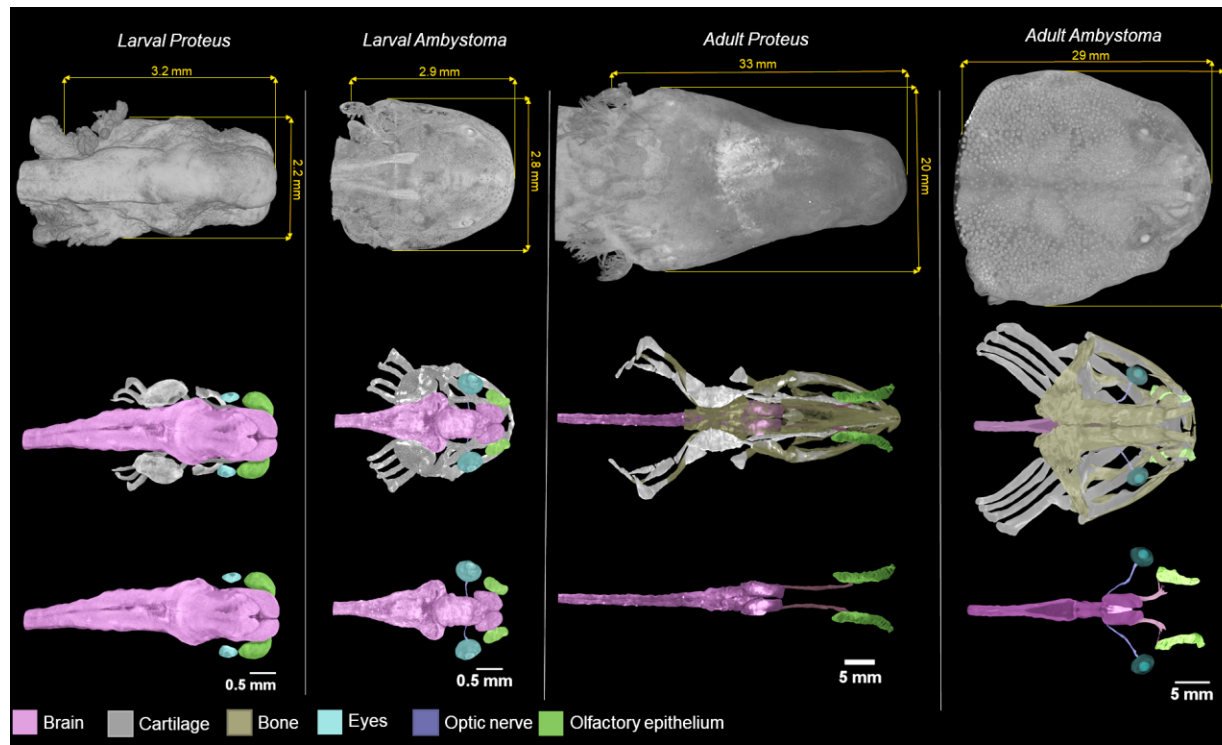 Larval Proteus
Larval Ambystoma
Adult Proteus
Adult Ambystoma
3.2 mm
2.9 mm
33 mm
29 mm
2.2 mm
2.8 mm
20 mm
0.5 mm
0.5 mm
5 mm
5 mm
Brain
Cartilage
Bone
Eyes
Optic nerve
Olfactory epithelium